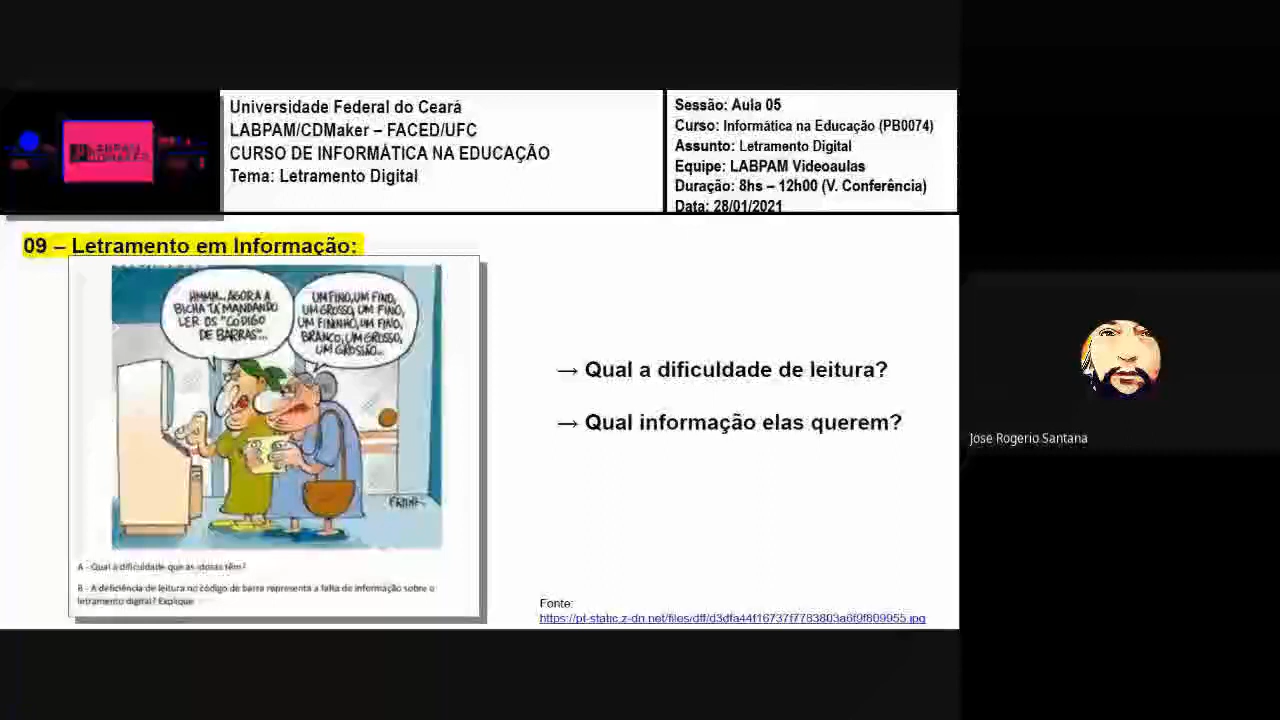 Universidade Federal do Ceará
LABPAM/CDMaker – FACED/UFC
CURSO DE INFORMÁTICA NA EDUCAÇÃO
Tema: Letramento Digital
Sessão: Aula 05
Curso: Informática na Educação (PB0074)
Assunto: Letramento Digital
Equipe: LABPAM Videoaulas
Duração: 8hs – 12h00 (V. Conferência)
Data: 28/01/2021
09 – Letramento em Informação:
HMMM... AGORA A
BICHA TÁ MANDANDO
LER OS "CÓDIGO
DE BARRAS"...
UM FINO, UM FINO,
UM GROSSO, UM FINO,
UM FININHO, UM FINO,
BRANCO, UM GROSSO,
UM GROSSÃO...
A - Qual a dificuldade que as idosas têm?
B - A deficiência de leitura no código de barra representa a falta de informação sobre o
letramento digital? Explique
→ Qual a dificuldade de leitura?
→ Qual informação elas querem?
Fonte:
José Rogerio Santana